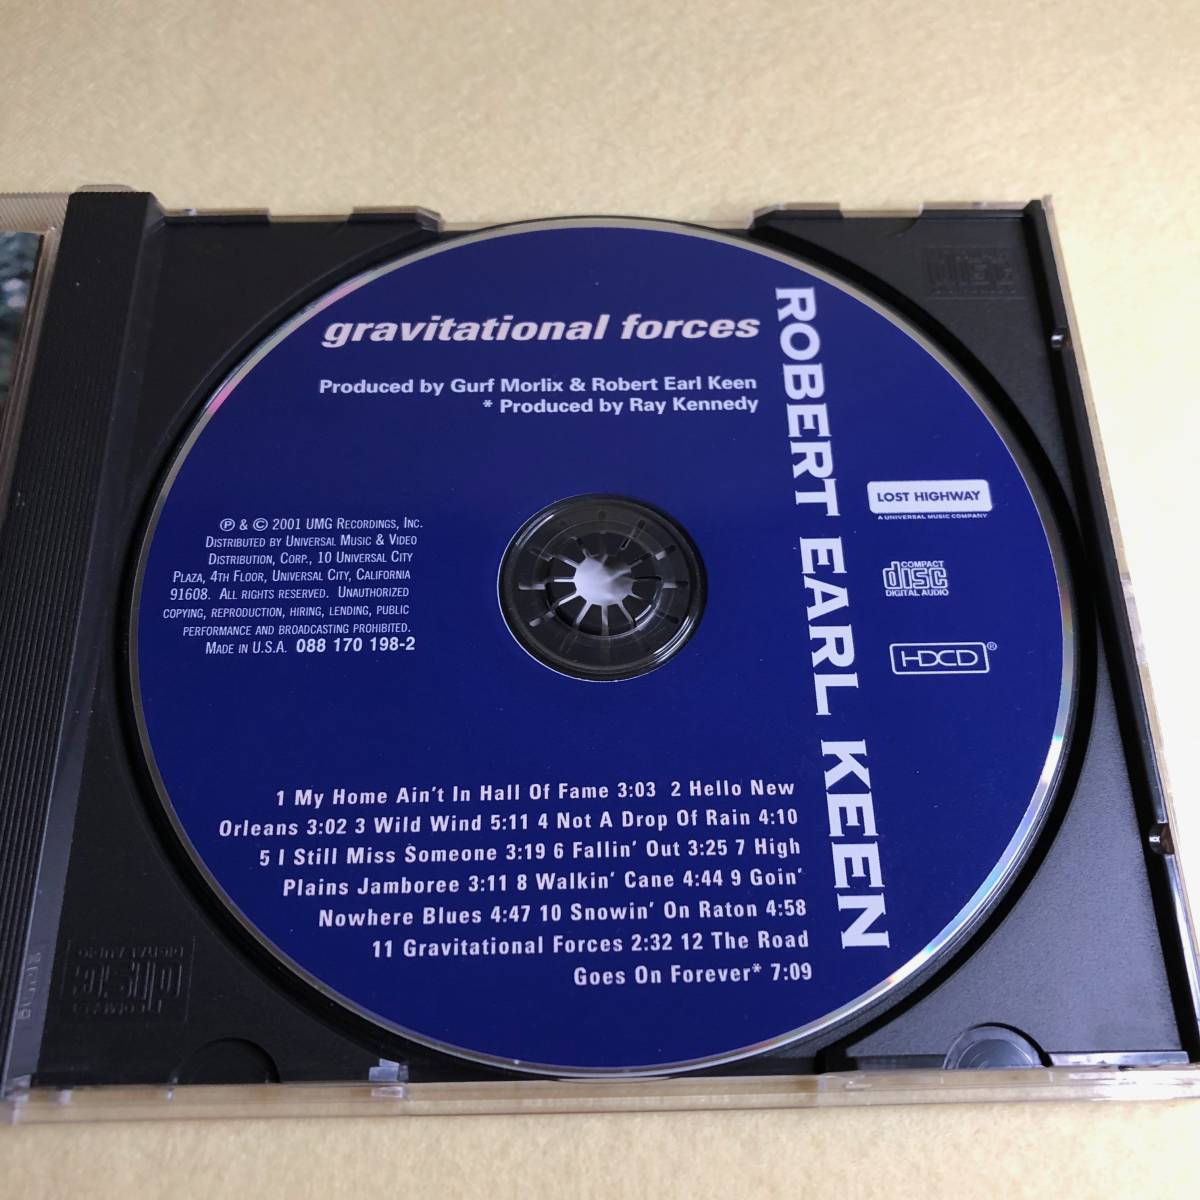 gravitational forces
Produced by Gurf Morlix & Robert Earl Keen
* Produced by Ray Kennedy
ROBERT EARL KEEN
LOST HIGHWAY
A UNIVERSAL MUSIC COMPANY
COMPACT
disc
DIGITAL AUDIO
HDCD®
℗ & © 2001 UMG Recordings, Inc.
Distributed by Universal Music & Video
Distribution, Corp., 10 Universal City
Plaza, 4th Floor, Universal City, California
91608. All rights reserved. Unauthorized
copying, reproduction, hiring, lending, public
performance and broadcasting prohibited.
Made in U.S.A. 088 170 198-2
1 My Home Ain't In Hall Of Fame 3:03 2 Hello New
Orleans 3:02 3 Wild Wind 5:11 4 Not A Drop Of Rain 4:10
5 I Still Miss Someone 3:19 6 Fallin' Out 3:25 7 High
Plains Jamboree 3:11 8 Walkin' Cane 4:44 9 Goin'
Nowhere Blues 4:47 10 Snowin' On Raton 4:58
11 Gravitational Forces 2:32 12 The Road
Goes On Forever* 7:09
COMPACT
disc
DIGITAL AUDIO
disc